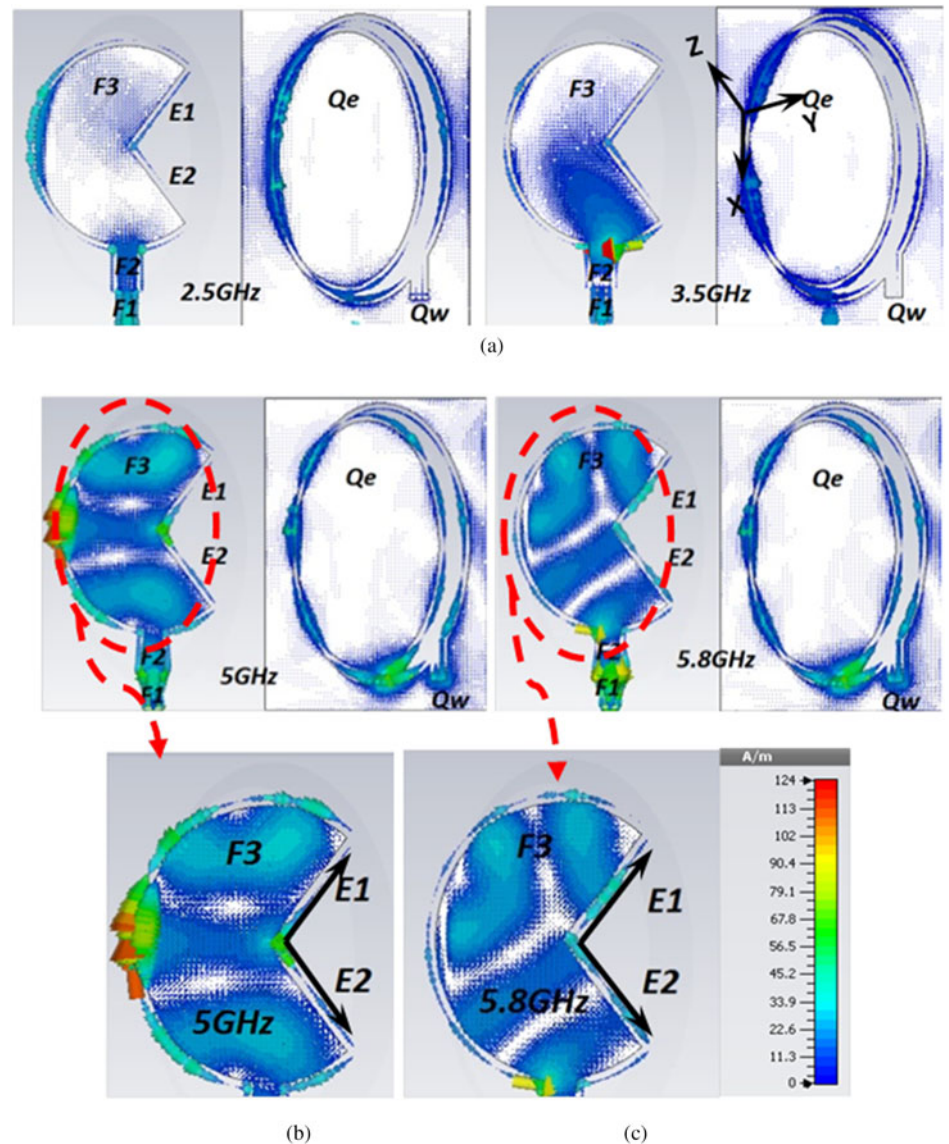 F3
E1
E2
F2
F1
2.5GHz
Qe
Qw
F3
E1
E2
F2
F1
3.5GHz
Z
Qe
Y
X
Qw
(a)
F3
E1
E2
F2
F1
5GHz
Qe
Qw
F3
E1
E2
F2
F1
5.8GHz
Qe
Qw
F3
E1
E2
5GHz
F3
E1
E2
5.8GHz
A/m
124
113
102
90.4
79.1
67.8
56.5
45.2
33.9
22.6
11.3
0
(b)
(c)